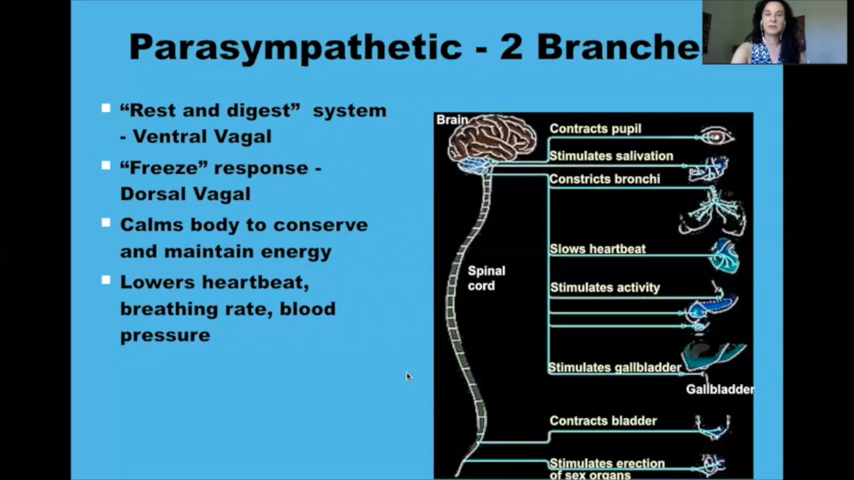 Parasympathetic - 2 Branche
“Rest and digest” system
- Ventral Vagal
“Freeze” response -
Dorsal Vagal
Calms body to conserve
and maintain energy
Lowers heartbeat,
breathing rate, blood
pressure
Brain
Contracts pupil
Stimulates salivation
Constricts bronchi
Slows heartbeat
Spinal
cord
Stimulates activity
Stimulates gallbladder
Gallbladder
Contracts bladder
Stimulates erection
of sex organs